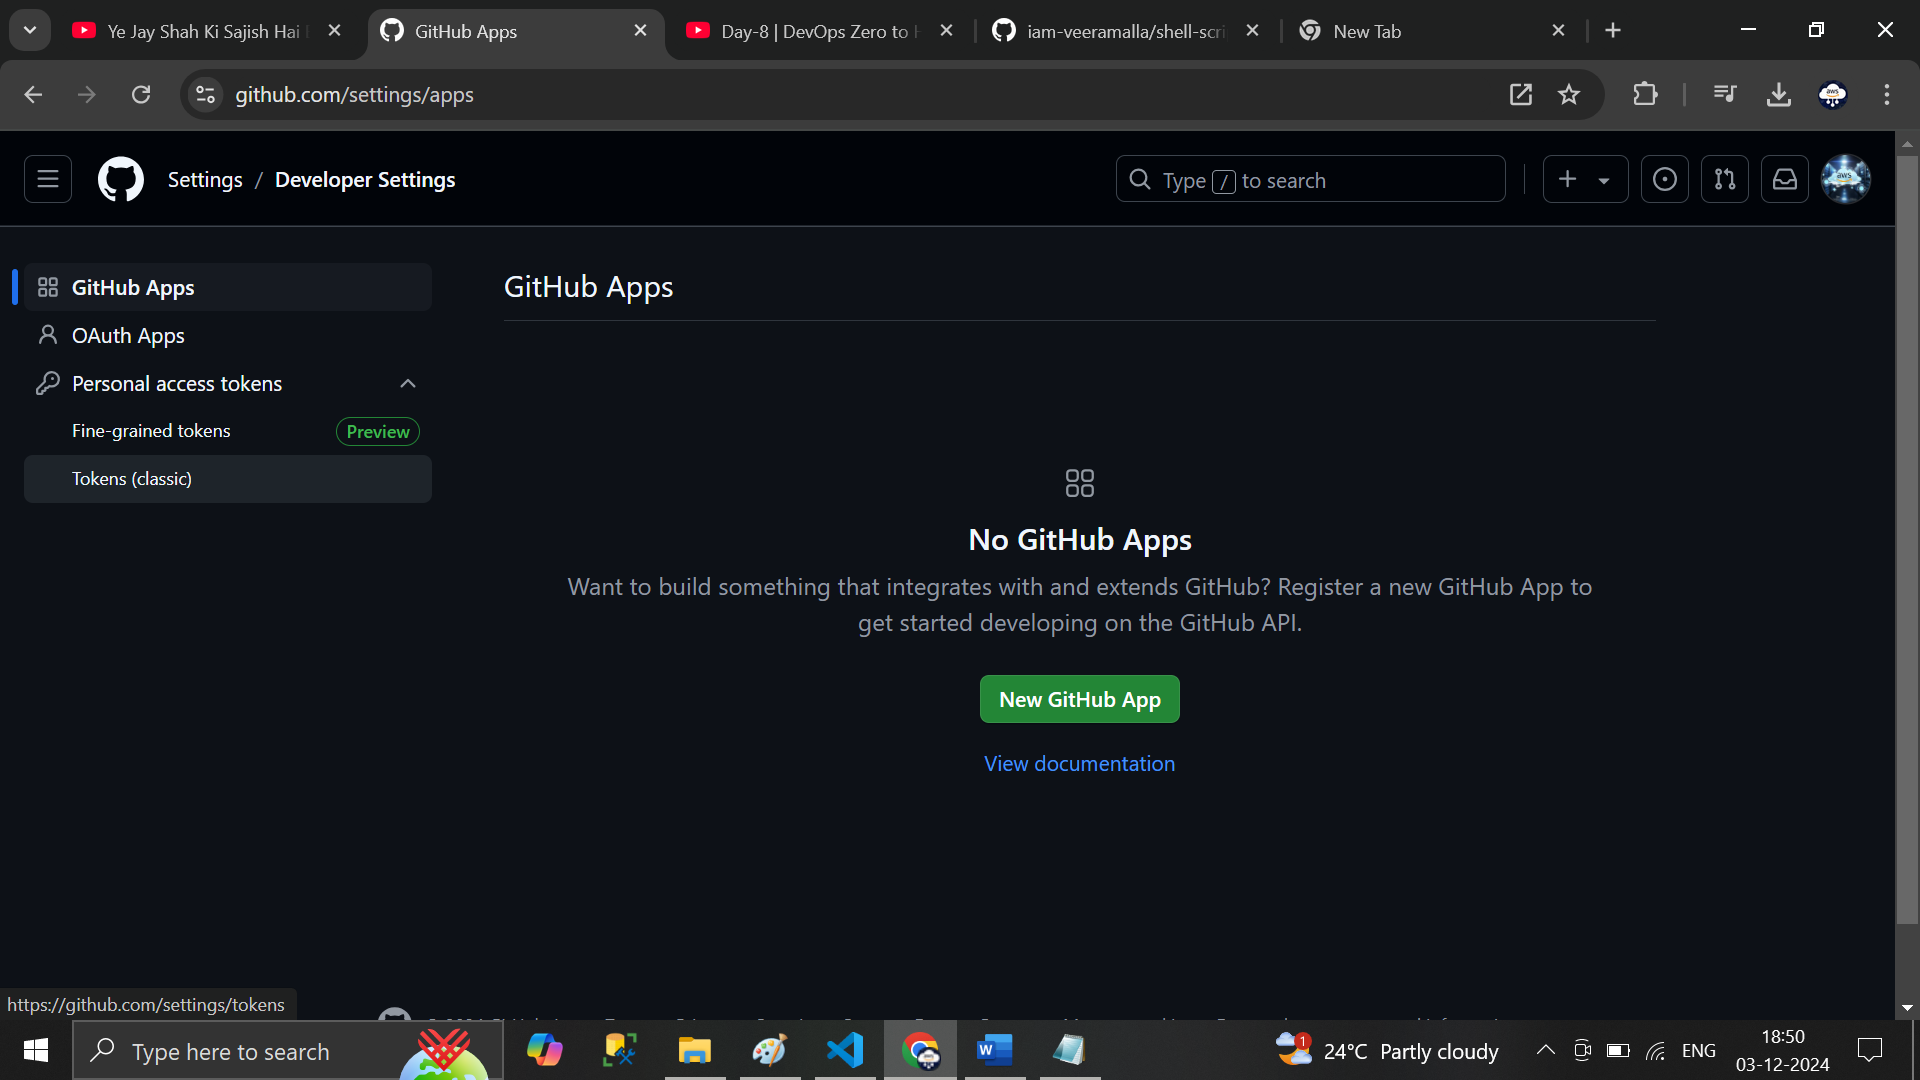 Ye Jay Shah Ki Sajish Hai
GitHub Apps
Day-8 | DevOps Zero to
iam-veeramalla/shell-scri
New Tab
github.com/settings/apps
Settings / Developer Settings
Type / to search
aws
GitHub Apps
OAuth Apps
Personal access tokens
Fine-grained tokens Preview
Tokens (classic)
GitHub Apps
No GitHub Apps
Want to build something that integrates with and extends GitHub? Register a new GitHub App to
get started developing on the GitHub API.
New GitHub App
View documentation
https://github.com/settings/tokens
Type here to search
1
24°C Partly cloudy
ENG
18:50
03-12-2024